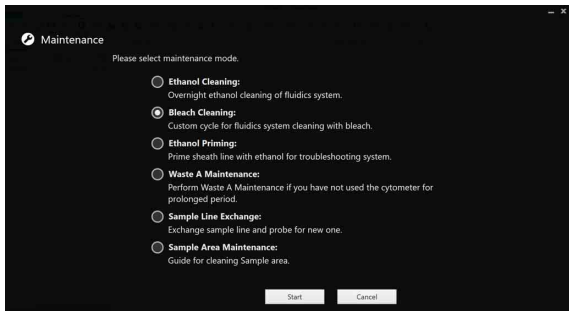 Maintenance
Please select maintenance mode.
Ethanol Cleaning:
Overnight ethanol cleaning of fluidics system.
Bleach Cleaning:
Custom cycle for fluidics system cleaning with bleach.
Ethanol Priming:
Prime sheath line with ethanol for troubleshooting system.
Waste A Maintenance:
Perform Waste A Maintenance if you have not used the cytometer for
prolonged period.
Sample Line Exchange:
Exchange sample line and probe for new one.
Sample Area Maintenance:
Guide for cleaning Sample area.
Start Cancel